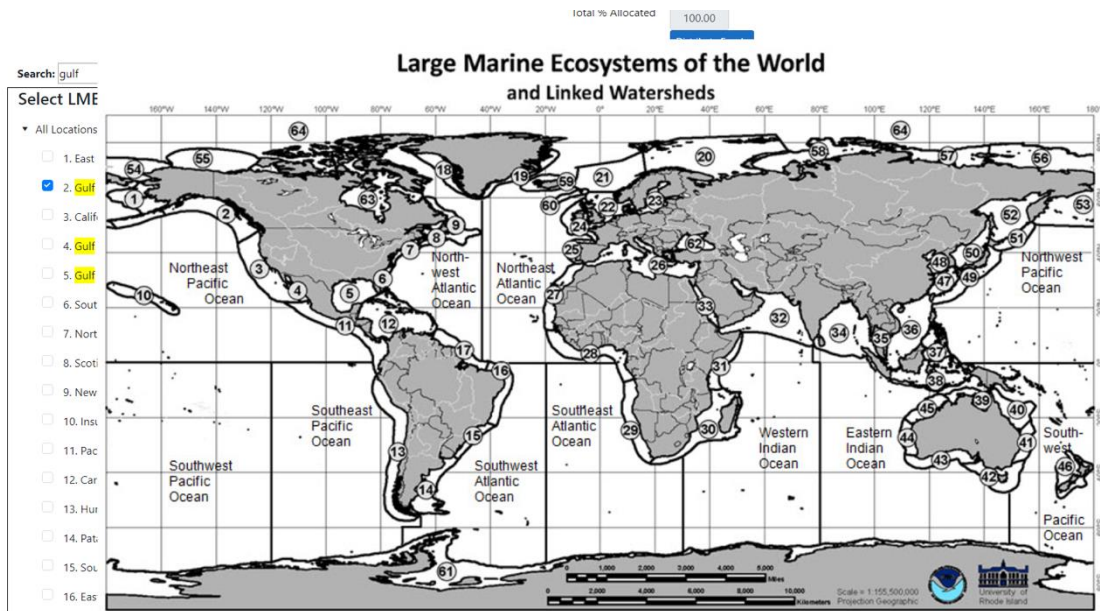 Total % Allocated
100.00
Search: gulf
Select LME
All Locations
1. East
2. Gulf
3. Calif
4. Gulf
5. Gulf
6. Sout
7. Nort
8. Scoti
9. New
10. Insu
11. Pac
12. Car
13. Hur
14. Pata
15. Sou
16. East
Large Marine Ecosystems of the World
and Linked Watersheds
160°W 140°W 120°W 100°W 80°W 60°W 40°W 20°W 0° 20°E 40°E 60°E 80°E 100°E 120°E 140°E 160°E 180°
64 64
55 20 58 57 56
54 18 19 59 21
1 63 60 22 23 52 53
2 24
9
8 25 62 51
7 50
3 26 48
6 47 49
10 4 5 27 33
11 12 32 34 36
28 35
17 37
16 31 38
45 39 40
29 30
15 44 41
13 43 46
14 42
61
Northeast
Pacific
Ocean
North-
west
Atlantic
Ocean
Northeast
Atlantic
Ocean
Northwest
Pacific
Ocean
Southeast
Pacific
Ocean
Southeast
Atlantic
Ocean
Western
Indian
Ocean
Eastern
Indian
Ocean
South-
west
Pacific
Ocean
Southwest
Pacific
Ocean
Southwest
Atlantic
Ocean
0 1,000 2,000 3,000 4,000 5,000
Miles
0 2,000 4,000 6,000 8,000 10,000
Kilometers
Scale = 1:155,500,000
Projection Geographic
NOAA
University of
Rhode Island